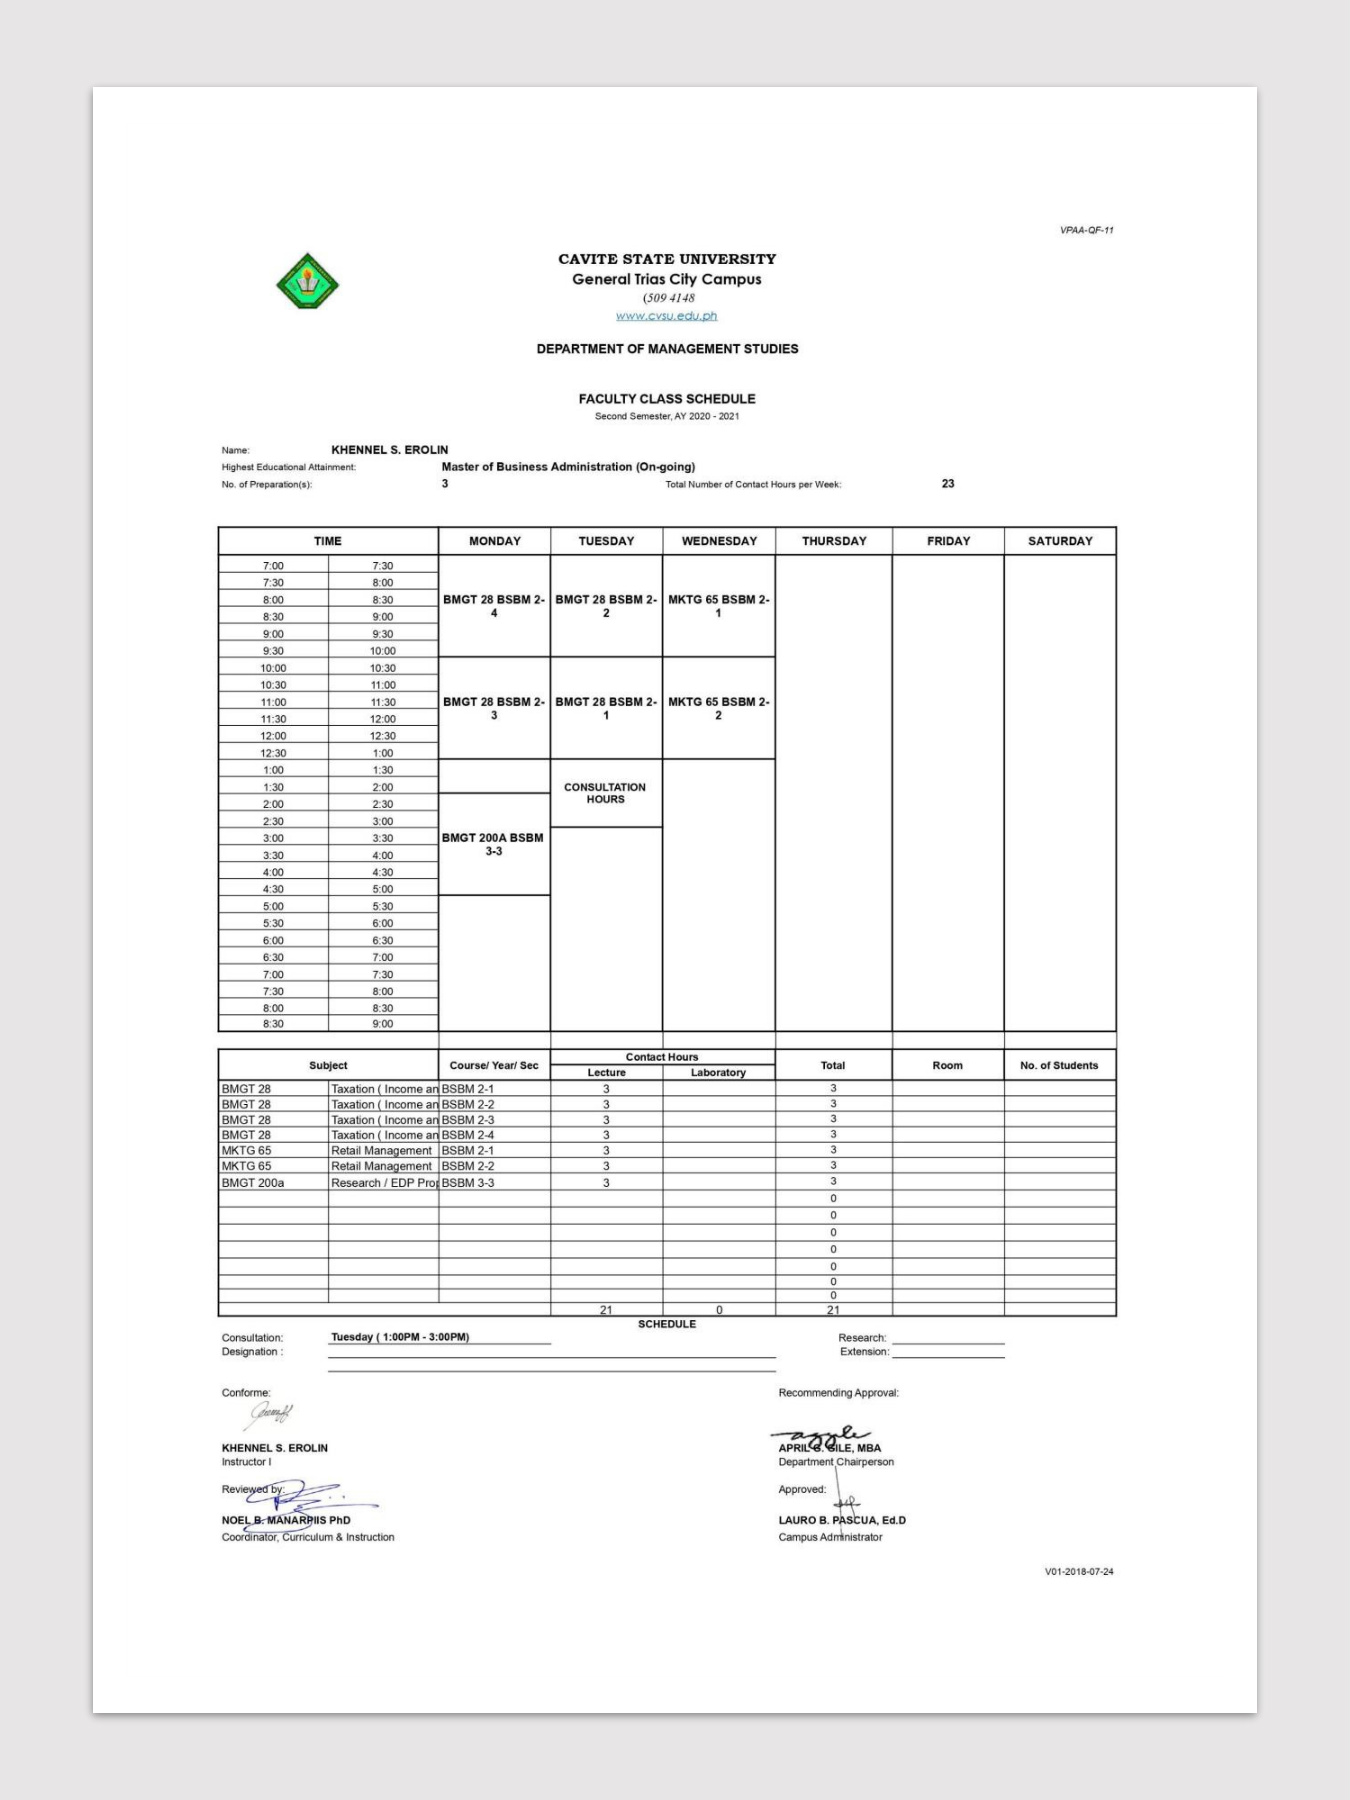 VPAA-QF-11
CAVITE STATE UNIVERSITY
General Trias City Campus
(509 4148
www.cvsu.edu.ph
DEPARTMENT OF MANAGEMENT STUDIES
FACULTY CLASS SCHEDULE
Second Semester, AY 2020 - 2021
Name: KHENNEL S. EROLIN
Highest Educational Attainment: Master of Business Administration (On-going)
No. of Preparation(s): 3 Total Number of Contact Hours per Week: 23
TIME MONDAY TUESDAY WEDNESDAY THURSDAY FRIDAY SATURDAY
7:00 7:30
7:30 8:00
8:00 8:30 BMGT 28 BSBM 2- BMGT 28 BSBM 2- MKTG 65 BSBM 2-
8:30 9:00 4 2 1
9:00 9:30
9:30 10:00
10:00 10:30
10:30 11:00
11:00 11:30 BMGT 28 BSBM 2- BMGT 28 BSBM 2- MKTG 65 BSBM 2-
11:30 12:00 3 1 2
12:00 12:30
12:30 1:00
1:00 1:30
1:30 2:00 CONSULTATION
2:00 2:30 HOURS
2:30 3:00
3:00 3:30 BMGT 200A BSBM
3:30 4:00 3-3
4:00 4:30
4:30 5:00
5:00 5:30
5:30 6:00
6:00 6:30
6:30 7:00
7:00 7:30
7:30 8:00
8:00 8:30
8:30 9:00
Subject Course/ Year/ Sec Contact Hours Total Room No. of Students
Lecture Laboratory
BMGT 28 Taxation ( Income an BSBM 2-1 3 3
BMGT 28 Taxation ( Income an BSBM 2-2 3 3
BMGT 28 Taxation ( Income an BSBM 2-3 3 3
BMGT 28 Taxation ( Income an BSBM 2-4 3 3
MKTG 65 Retail Management BSBM 2-1 3 3
MKTG 65 Retail Management BSBM 2-2 3 3
BMGT 200a Research / EDP Prop BSBM 3-3 3 3
0
0
0
0
0
0
0
21 0 21
SCHEDULE
Consultation: Tuesday ( 1:00PM - 3:00PM) Research:
Designation : Extension:
Conforme: Recommending Approval:
KHENNEL S. EROLIN APRIL GILE, MBA
Instructor I Department Chairperson
Reviewed by: Approved:
NOEL B. MANARPIIS PhD LAURO B. PASCUA, Ed.D
Coordinator, Curriculum & Instruction Campus Administrator
V01-2018-07-24